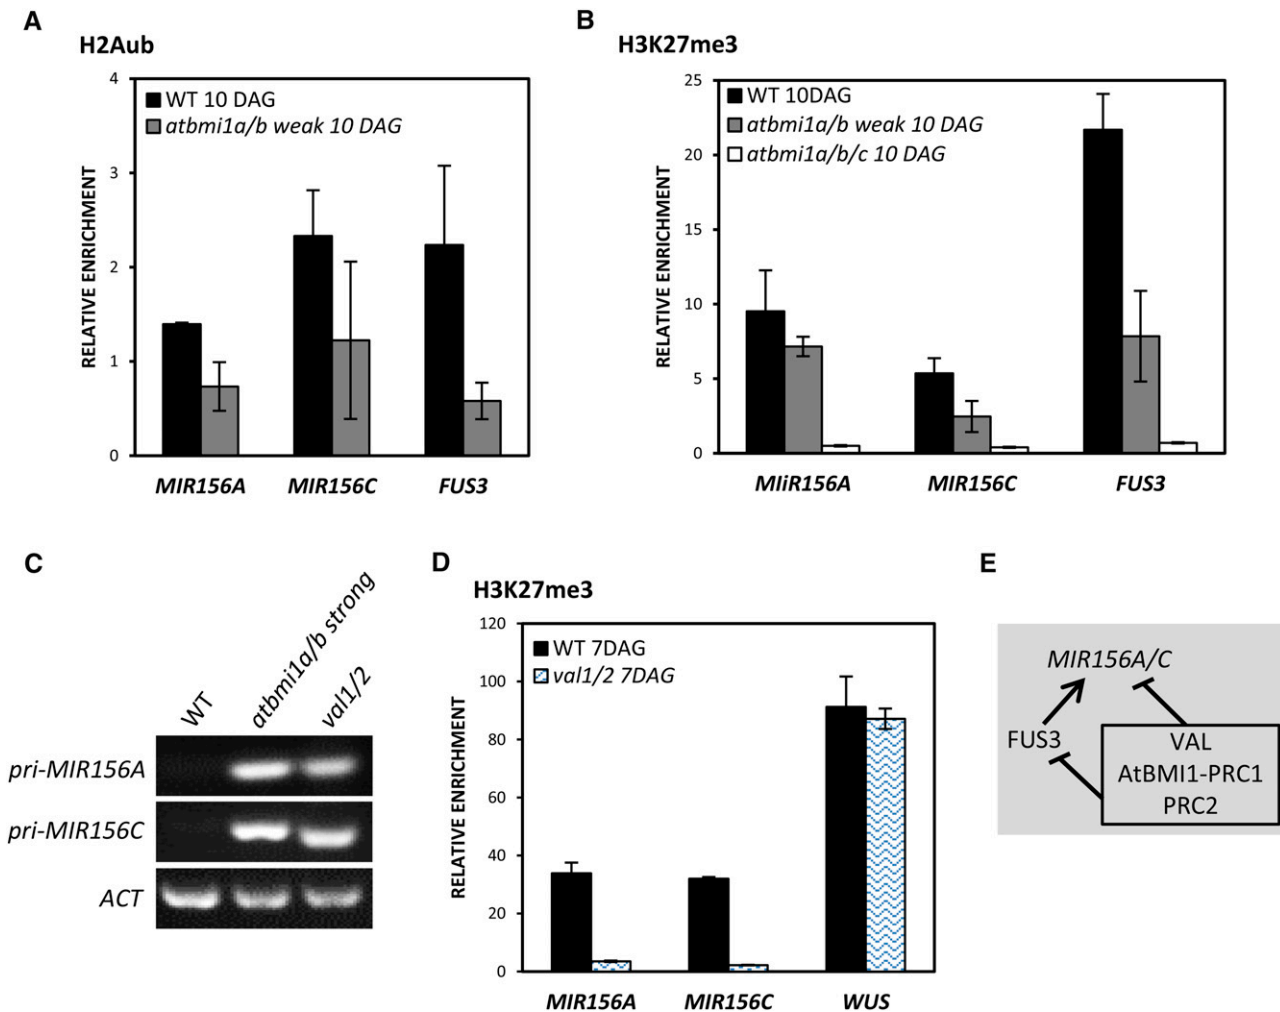 A
H2Aub
RELATIVE ENRICHMENT
4
3
2
1
0
WT 10 DAG
atbmi1a/b weak 10 DAG
MIR156A MIR156C FUS3
B
H3K27me3
RELATIVE ENRICHMENT
25
20
15
10
5
0
WT 10DAG
atbmi1a/b weak 10 DAG
atbmi1a/b/c 10 DAG
MIiR156A MIR156C FUS3
C
WT
atbmi1a/b strong
val1/2
pri-MIR156A
pri-MIR156C
ACT
D
H3K27me3
RELATIVE ENRICHMENT
120
100
80
60
40
20
0
WT 7DAG
val1/2 7DAG
MIR156A MIR156C WUS
E
MIR156A/C
FUS3
VAL
AtBMI1-PRC1
PRC2